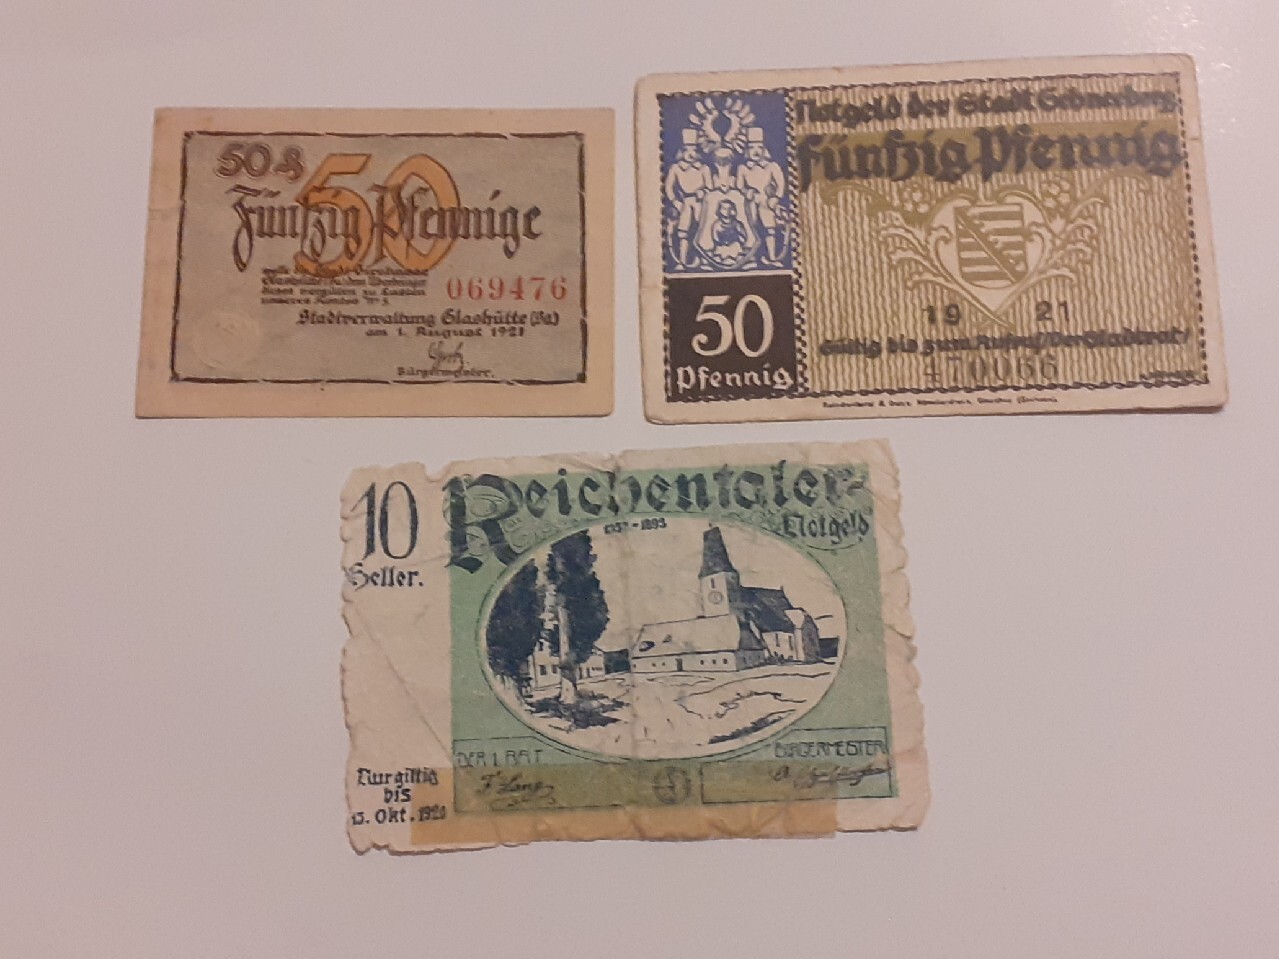 50 ₰
50
Fünfzig Pfennige
069476
Stadtverwaltung Glashütte (Sa)
am 1. August 1921
Bürgermeister.
Notgeld der Stadt Schneeberg
Fünfzig Pfennig
19 21
Gültig bis zum Aufruf/Der Stadtrat/
470066
50
Pfennig
10
Heller.
Reichentaler-
Notgeld
DER 1. RAT
BÜRGERMEISTER
Nur giltig
bis
Okt. 1920